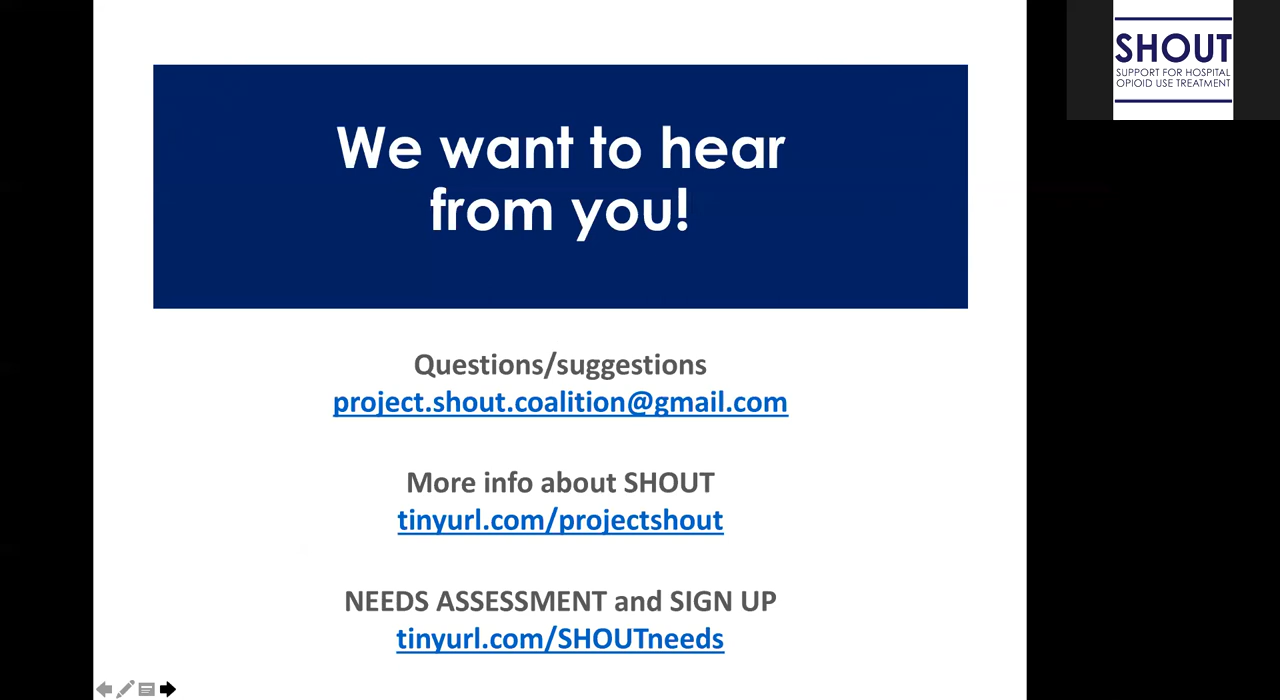 We want to hear
from you!
Questions/suggestions
project.shout.coalition@gmail.com
More info about SHOUT
tinyurl.com/projectshout
NEEDS ASSESSMENT and SIGN UP
tinyurl.com/SHOUTneeds
SHOUT
SUPPORT FOR HOSPITAL
OPIOID USE TREATMENT